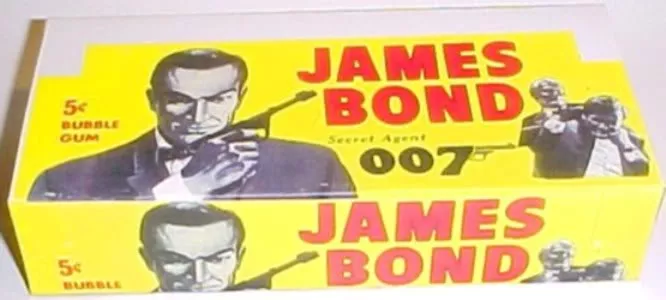 JAMES
BOND
5¢
BUBBLE
GUM
Secret Agent
007
JAMES
BOND
5¢
BUBBLE